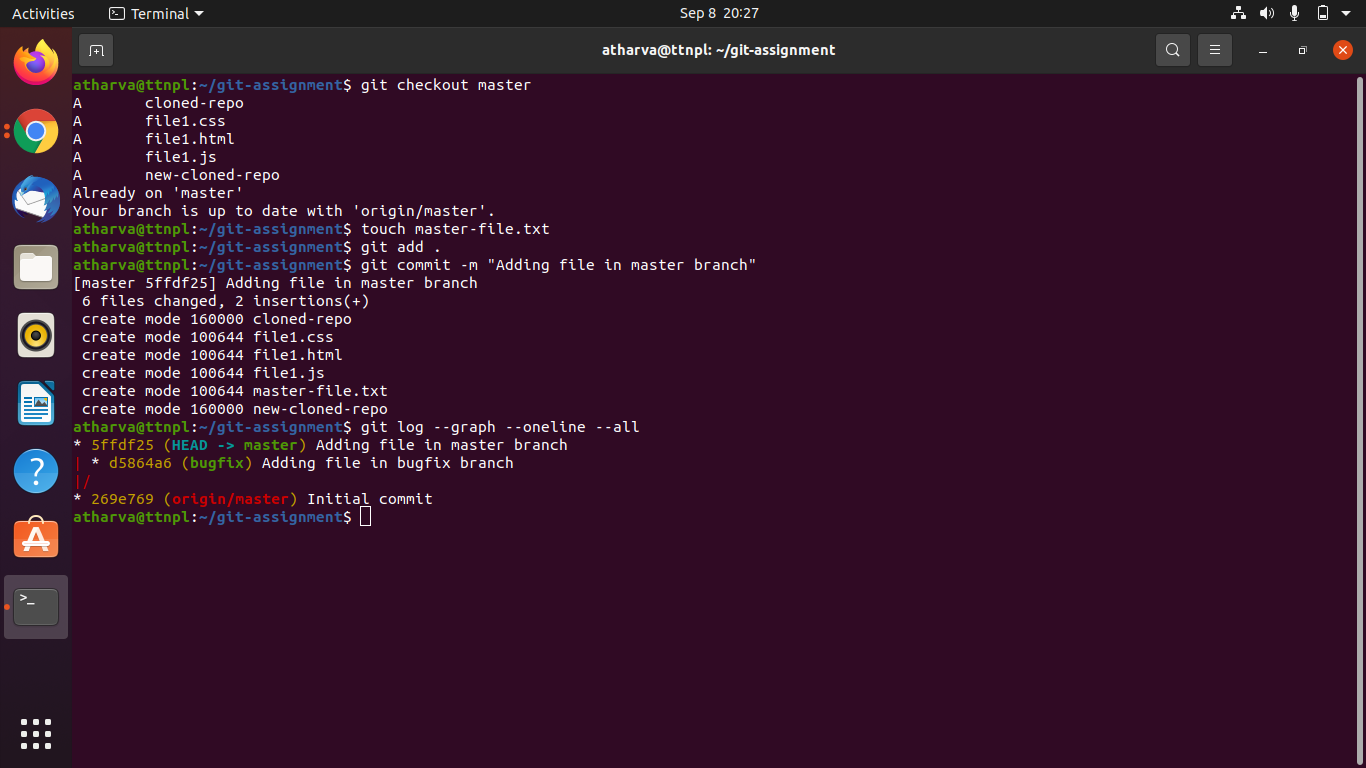 Activities Terminal Sep 8 20:27
atharva@ttnpl: ~/git-assignment
atharva@ttnpl:~/git-assignment$ git checkout master
A       cloned-repo
A       file1.css
A       file1.html
A       file1.js
A       new-cloned-repo
Already on 'master'
Your branch is up to date with 'origin/master'.
atharva@ttnpl:~/git-assignment$ touch master-file.txt
atharva@ttnpl:~/git-assignment$ git add .
atharva@ttnpl:~/git-assignment$ git commit -m "Adding file in master branch"
[master 5ffdf25] Adding file in master branch
 6 files changed, 2 insertions(+)
 create mode 160000 cloned-repo
 create mode 100644 file1.css
 create mode 100644 file1.html
 create mode 100644 file1.js
 create mode 100644 master-file.txt
 create mode 160000 new-cloned-repo
atharva@ttnpl:~/git-assignment$ git log --graph --oneline --all
* 5ffdf25 (HEAD -> master) Adding file in master branch
| * d5864a6 (bugfix) Adding file in bugfix branch
|/
* 269e769 (origin/master) Initial commit
atharva@ttnpl:~/git-assignment$